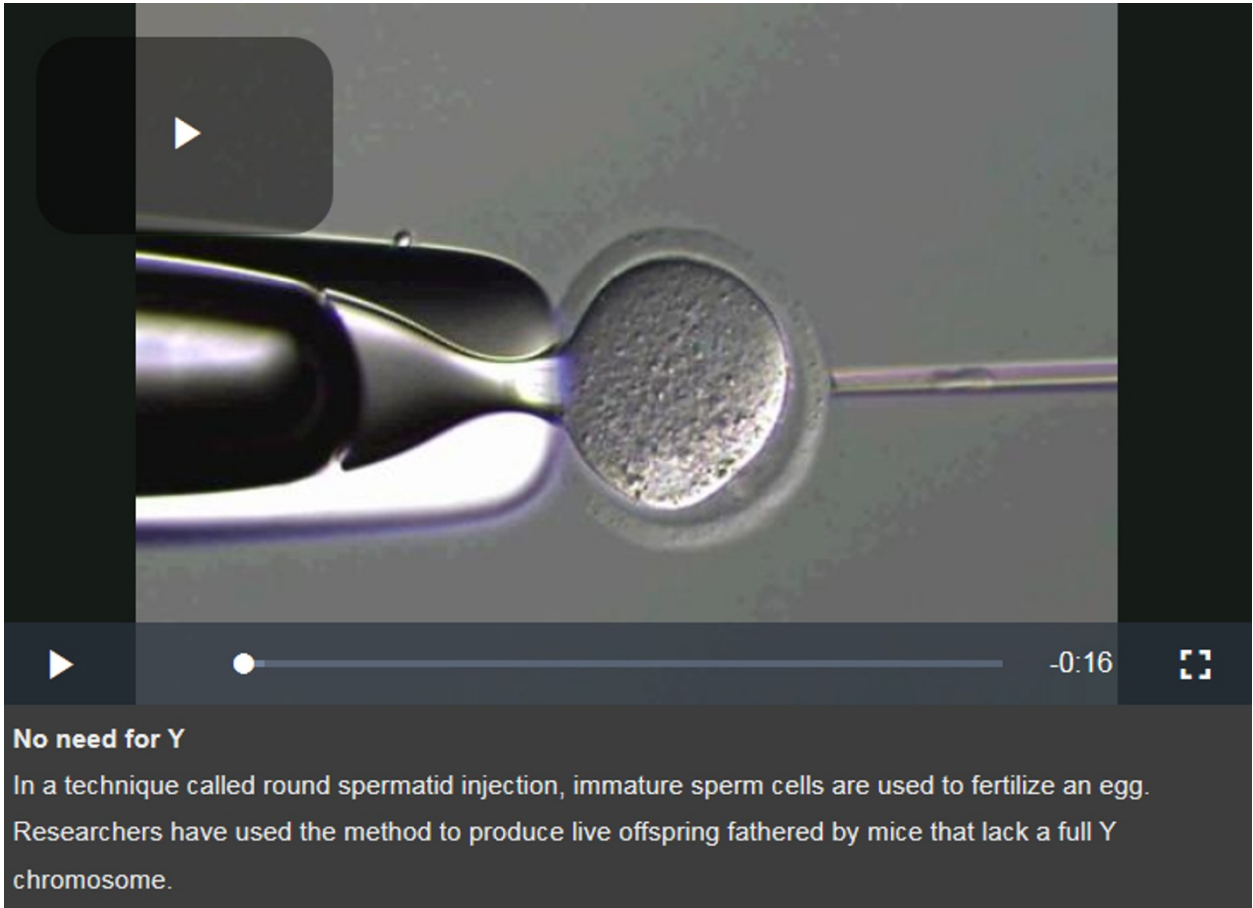 -0:16
No need for Y
In a technique called round spermatid injection, immature sperm cells are used to fertilize an egg.
Researchers have used the method to produce live offspring fathered by mice that lack a full Y
chromosome.